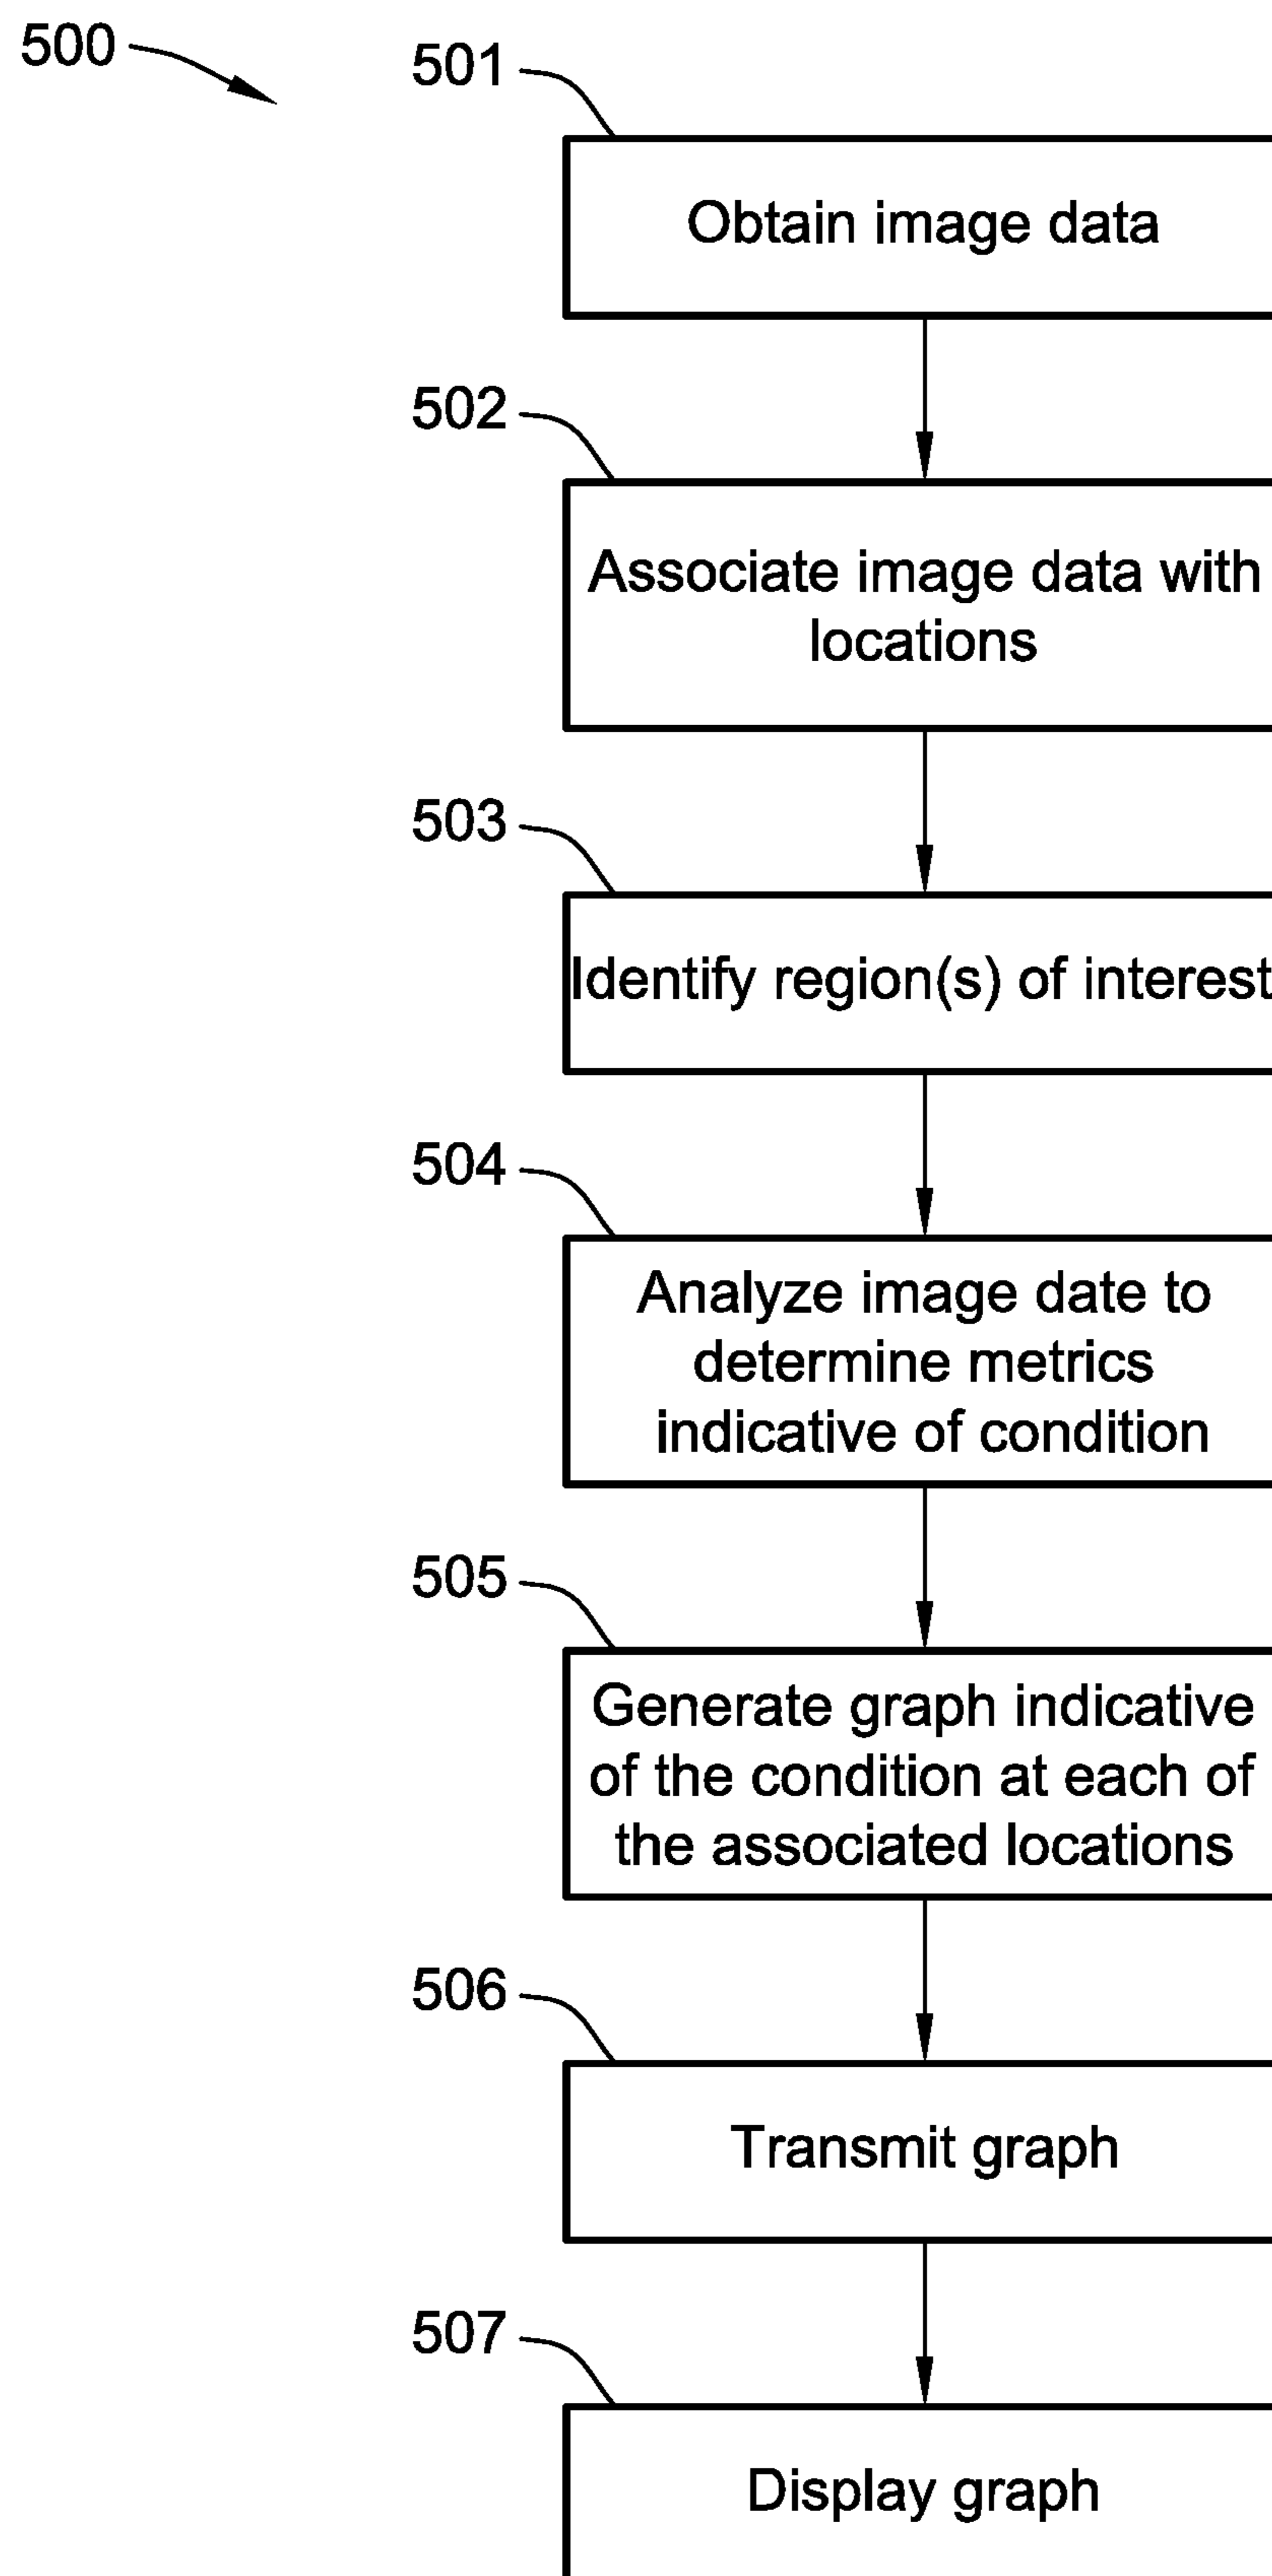 500
501
Obtain image data
502
Associate image data with
locations
503
Identify region(s) of interest
504
Analyze image date to
determine metrics
indicative of condition
505
Generate graph indicative
of the condition at each of
the associated locations
506
Transmit graph
507
Display graph